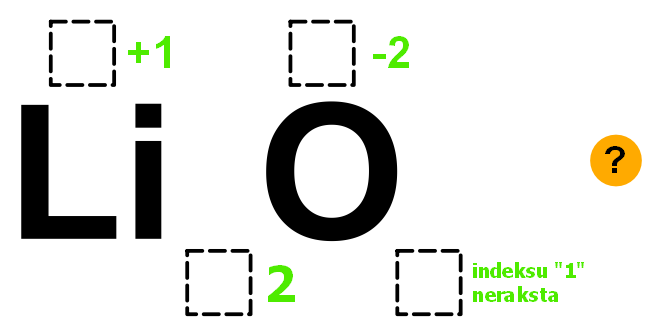 +1 -2
Li O
?
2
indeksu "1"
neraksta